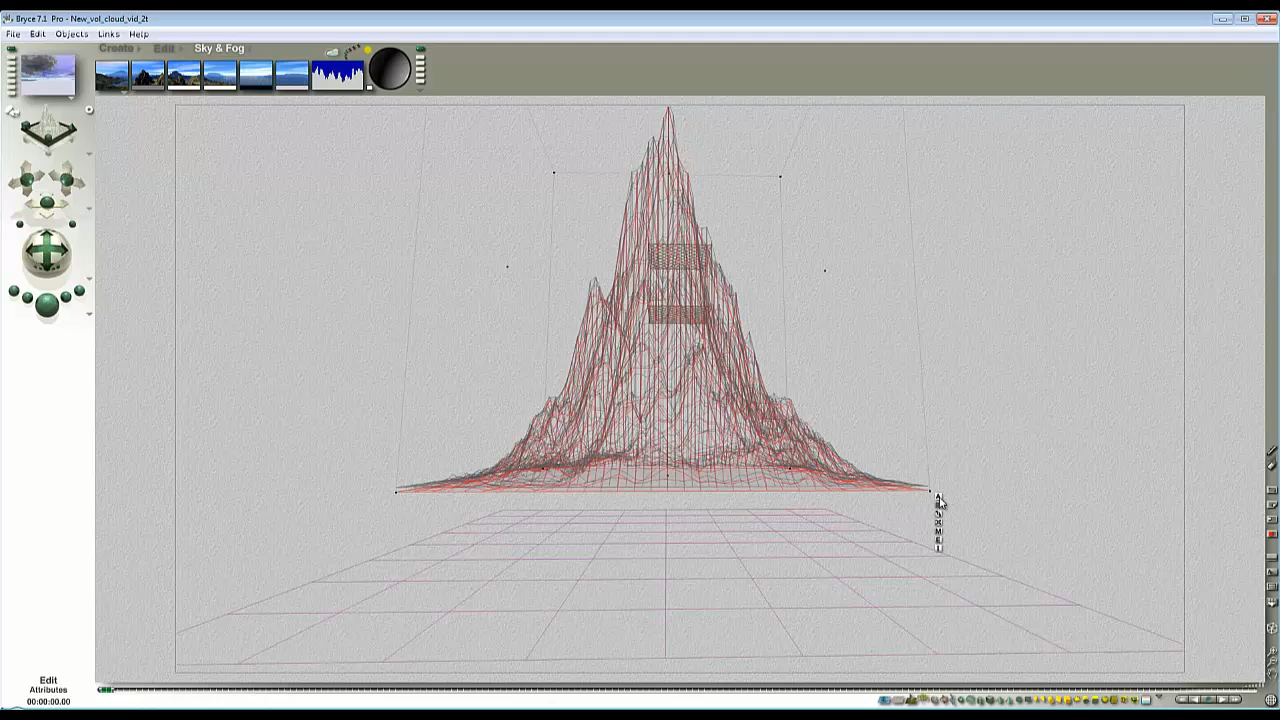 Bryce 7.1 Pro - New_vol_cloud_vid_2t
File Edit Objects Links Help
Create Edit Sky & Fog
A
M
E
Edit
Attributes
00:00:00.00